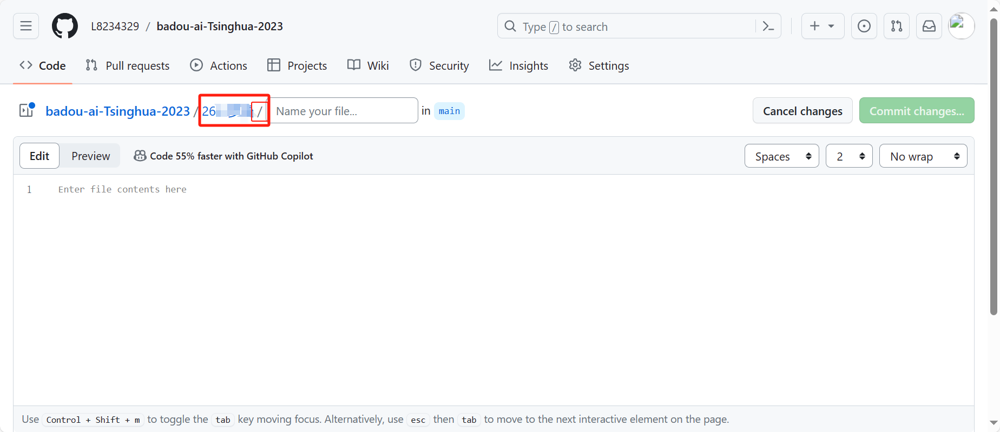 L8234329 / badou-ai-Tsinghua-2023
Type / to search
Code Pull requests Actions Projects Wiki Security Insights Settings
badou-ai-Tsinghua-2023 / 26 / Name your file... in main
Cancel changes Commit changes...
Edit Preview Code 55% faster with GitHub Copilot
Spaces 2 No wrap
1 Enter file contents here
Use Control + Shift + m to toggle the tab key moving focus. Alternatively, use esc then tab to move to the next interactive element on the page.